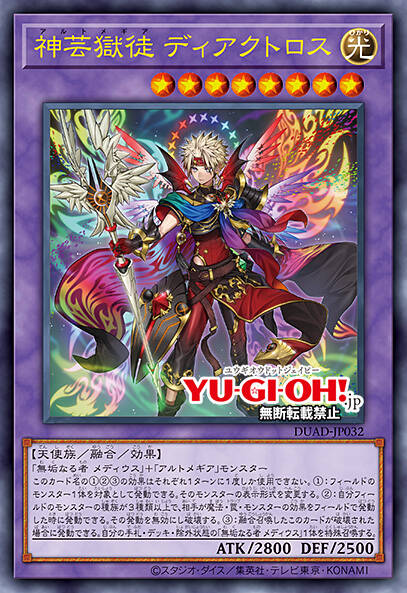 アルトメギア
神芸獄徒 ディアクトロス
ひかり
光
ユウギオウドットジェイピー
YU-GI-OH!.jp
無断転載禁止
DUAD-JP032
【天使族/融合/効果】
「無垢なる者 メディウス」+「アルトメギア」モンスター
このカード名の①②③の効果はそれぞれ1ターンに1度しか使用できない。①:フィールドの
モンスター1体を対象として発動できる。そのモンスターの表示形式を変更する。②:自分フィー
ルドのモンスターの種族が3種類以上で、相手が魔法・罠・モンスターの効果をフィールドで発動
した時に発動できる。その発動を無効にし破壊する。③:融合召喚したこのカードが破壊された
場合に発動できる。自分の手札・デッキ・除外状態の「無垢なる者 メディウス」1体を特殊召喚する。
ATK/2800 DEF/2500
©スタジオ・ダイス/集英社・テレビ東京・KONAMI